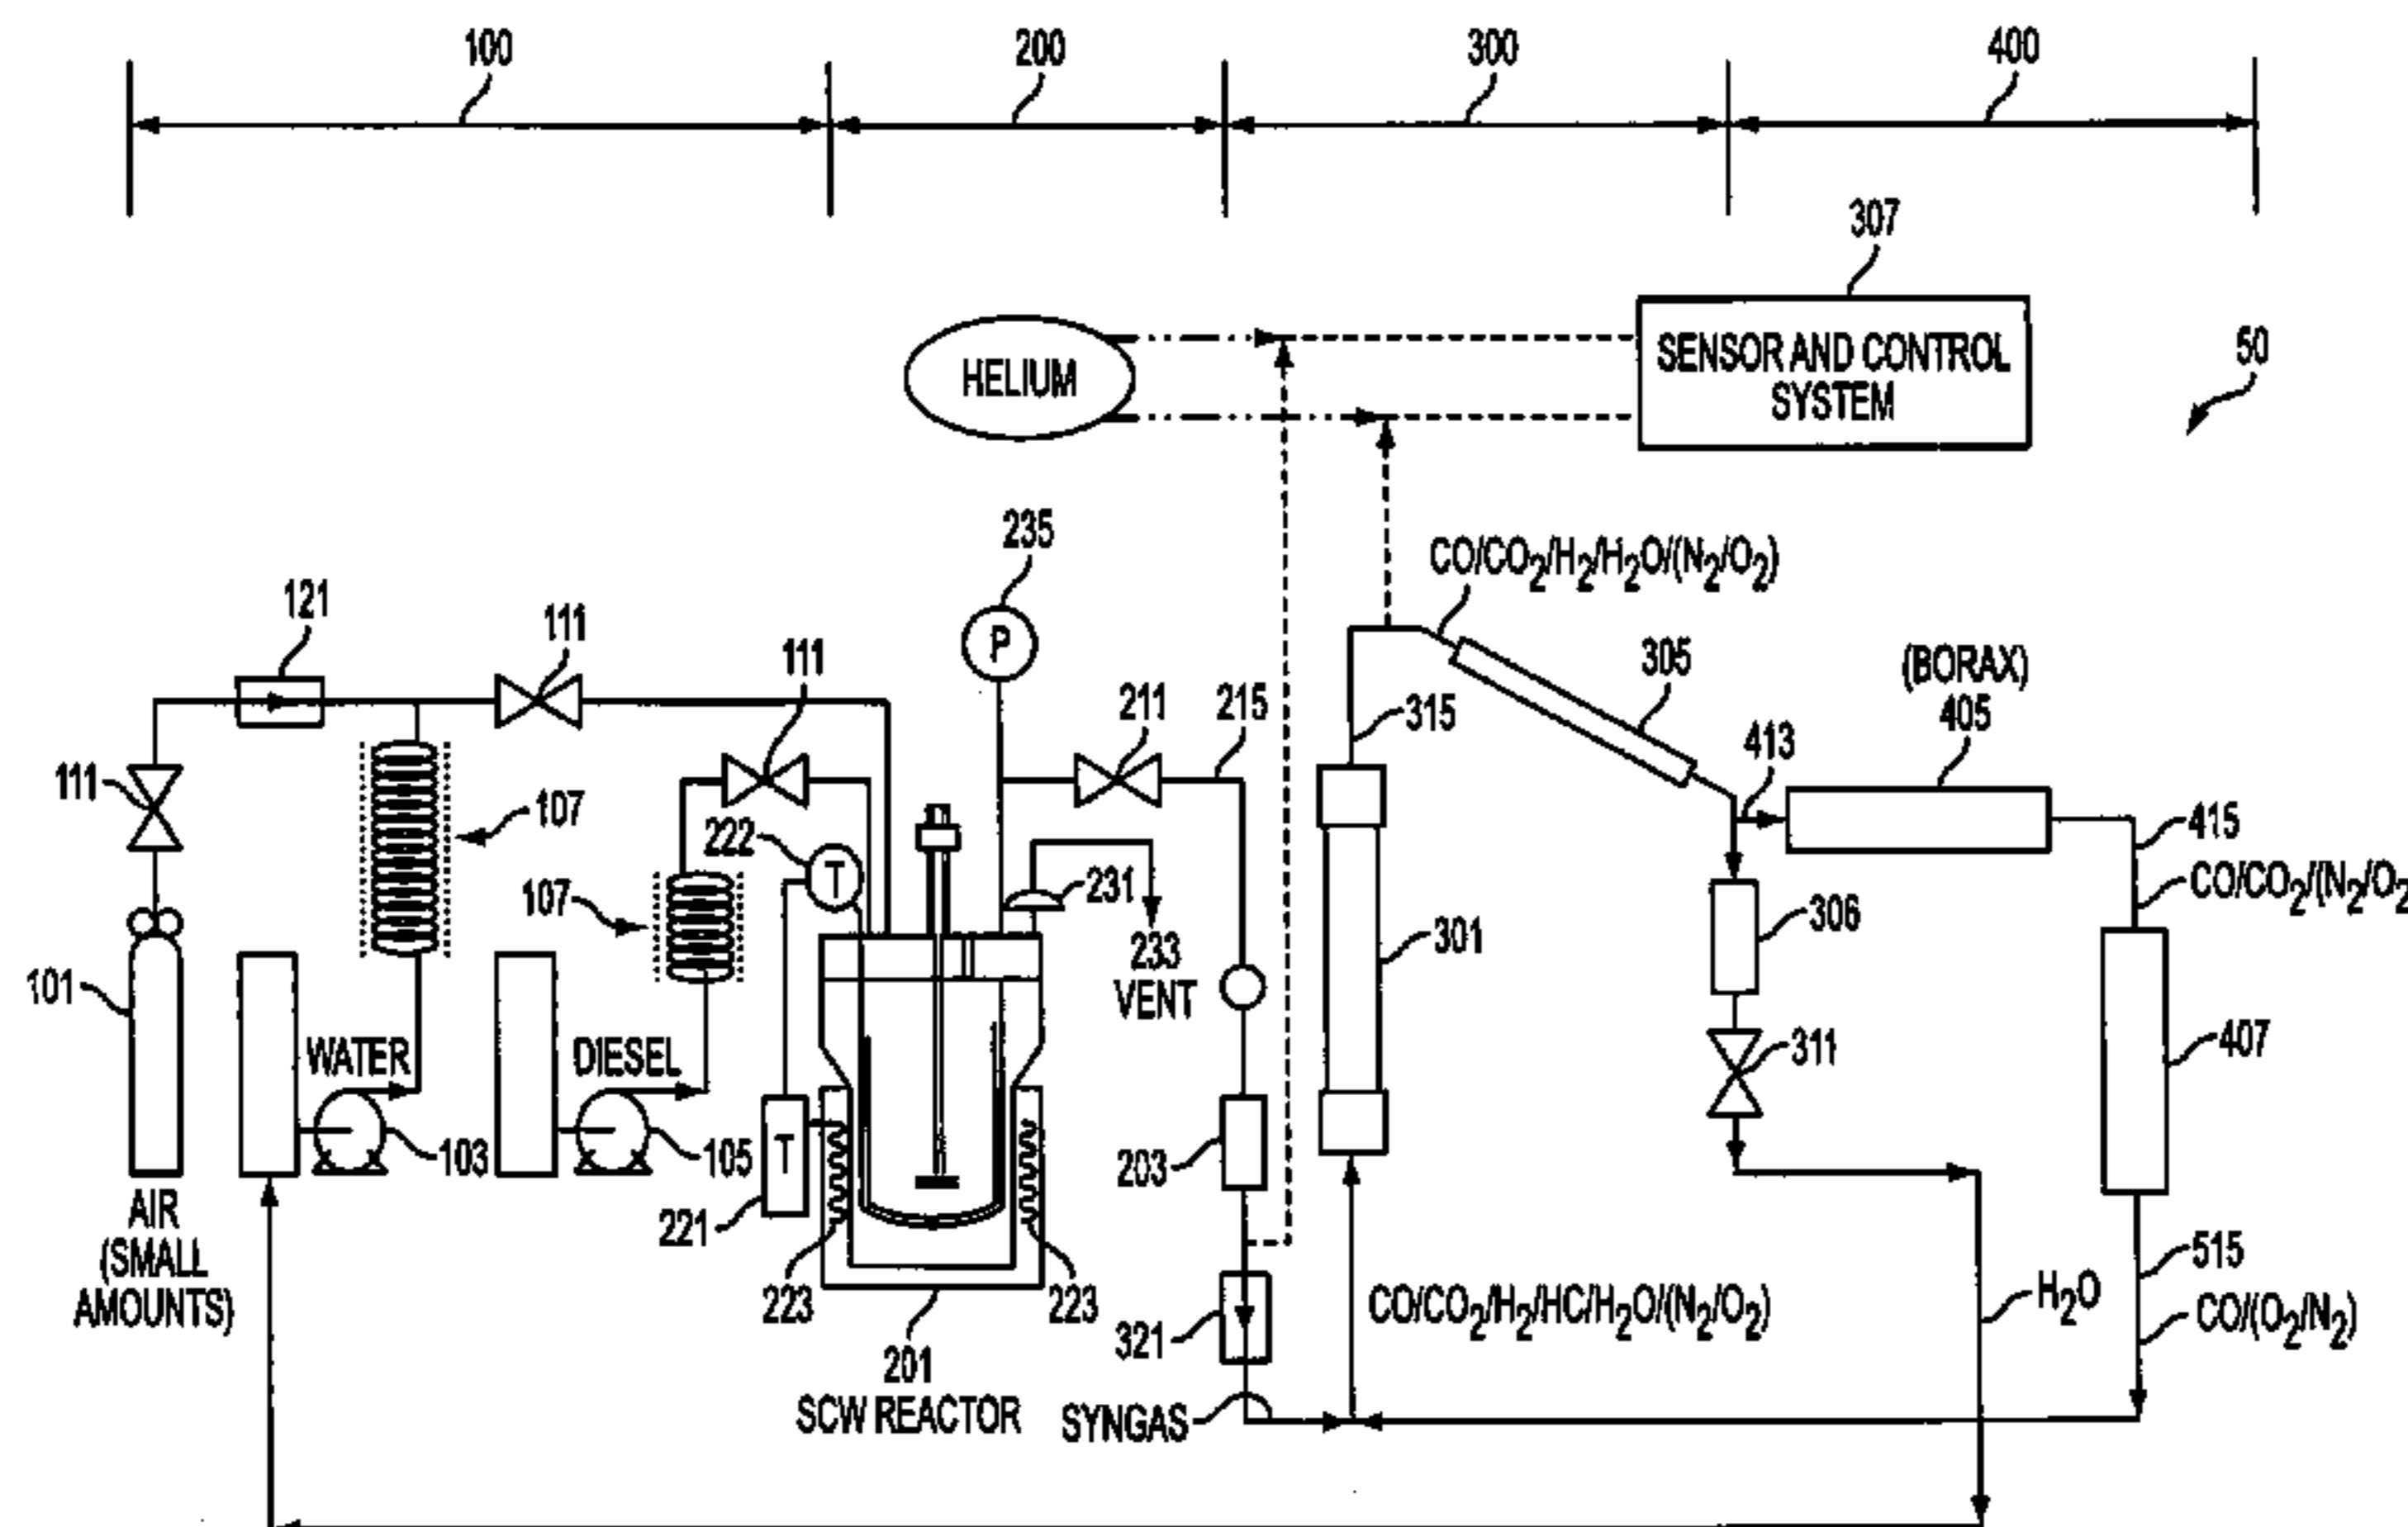 100
200
300
400
307
HELIUM
SENSOR AND CONTROL
SYSTEM
50
235
P
CO/CO2/H2/H2O/(N2/O2)
121
111
111
211
215
315
305
(BORAX)
405
413
111
107
222
T
107
231
233
VENT
301
306
415
CO/CO2/(N2/O2
101
WATER
DIESEL
311
407
103
105
T
203
AIR
(SMALL
AMOUNTS)
221
223
223
321
CO/CO2/H2/HC/H2O/(N2/O2)
H2O
515
CO/(O2/N2)
201
SCW REACTOR
SYNGAS